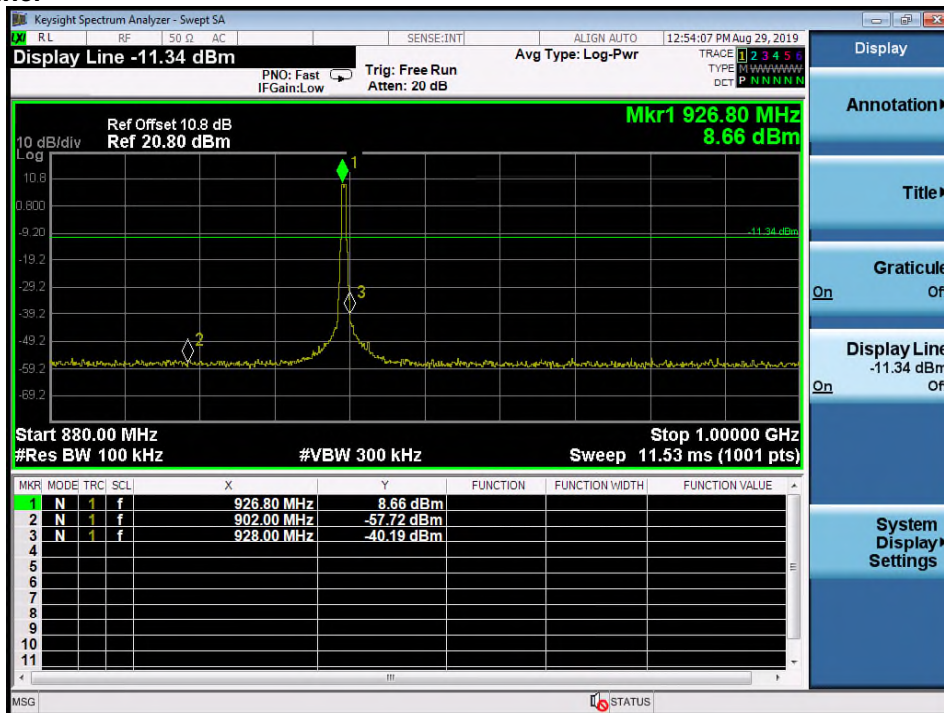 Keysight Spectrum Analyzer - Swept SA
LXI RL RF 50 Ω AC SENSE:INT ALIGN AUTO 12:54:07 PM Aug 29, 2019
Display Line -11.34 dBm
PNO: Fast
IFGain:Low
Trig: Free Run
Atten: 20 dB
Avg Type: Log-Pwr
TRACE 1 2 3 4 5 6
TYPE M W W W W W
DET P N N N N N
Mkr1 926.80 MHz
8.66 dBm
Ref Offset 10.8 dB
10 dB/div Ref 20.80 dBm
Log
1
10.8
0.800
-9.20
-11.34 dBm
-19.2
-29.2
3
-39.2
-49.2
2
-59.2
-69.2
Start 880.00 MHz Stop 1.00000 GHz
#Res BW 100 kHz #VBW 300 kHz Sweep 11.53 ms (1001 pts)
MKR MODE TRC SCL X Y FUNCTION FUNCTION WIDTH FUNCTION VALUE
1 N 1 f 926.80 MHz 8.66 dBm
2 N 1 f 902.00 MHz -57.72 dBm
3 N 1 f 928.00 MHz -40.19 dBm
4
5
6
7
8
9
10
11
MSG STATUS
Display
Annotation
Title
Graticule
On Of
Display Line
-11.34 dBm
On Of
System
Display
Settings